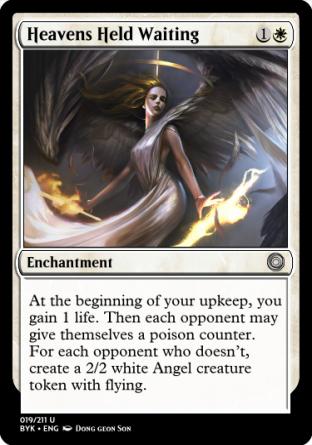 Heavens Held Waiting 1
Enchantment
At the beginning of your upkeep, you
gain 1 life. Then each opponent may
give themselves a poison counter.
For each opponent who doesn't,
create a 2/2 white Angel creature
token with flying.
019/211 U
BYK • ENG Dong geon Son